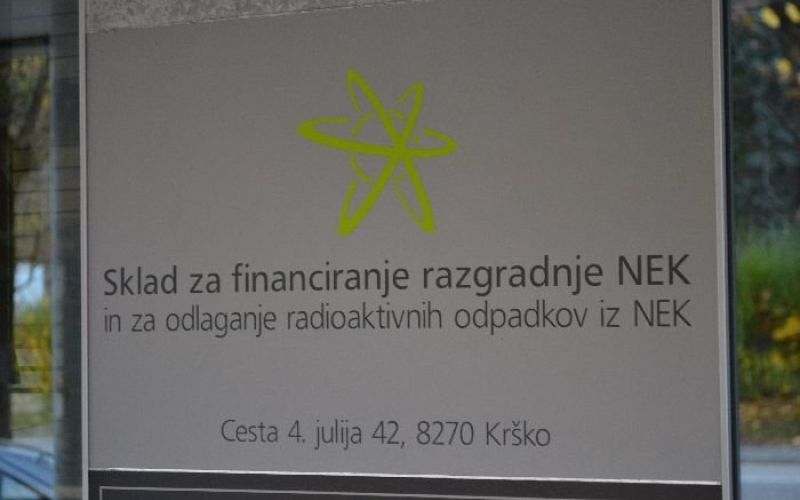 Sklad za financiranje razgradnje NEK
in za odlaganje radioaktivnih odpadkov iz NEK
Cesta 4. julija 42, 8270 Krško